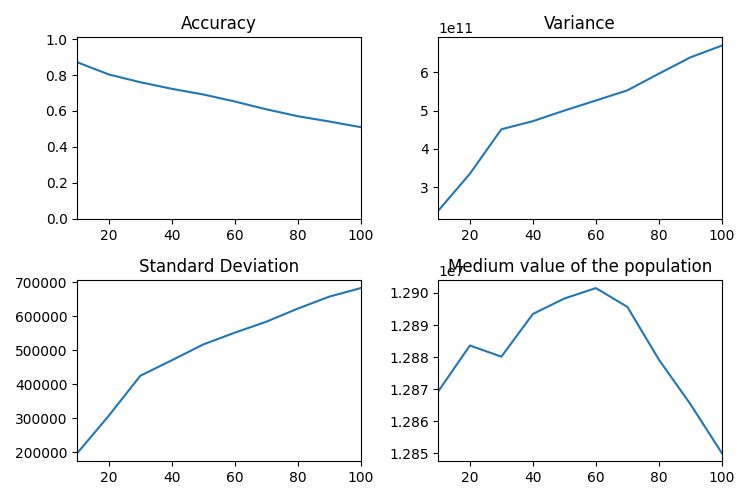 Accuracy
1.0
0.8
0.6
0.4
0.2
0.0
20 40 60 80 100
Variance
1e11
6
5
4
3
20 40 60 80 100
Standard Deviation
700000
600000
500000
400000
300000
200000
20 40 60 80 100
Medium value of the population
1e7
1.290
1.289
1.288
1.287
1.286
1.285
20 40 60 80 100